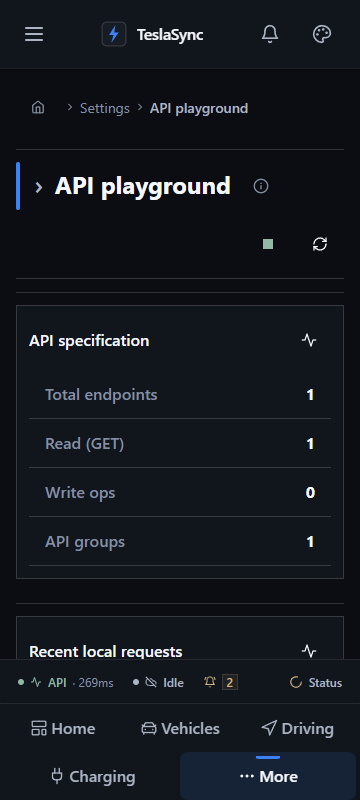 TeslaSync
Settings › API playground
› API playground
API specification
Total endpoints 1
Read (GET) 1
Write ops 0
API groups 1
Recent local requests
API · 269ms Idle 2 Status
Home Vehicles Driving
Charging ··· More